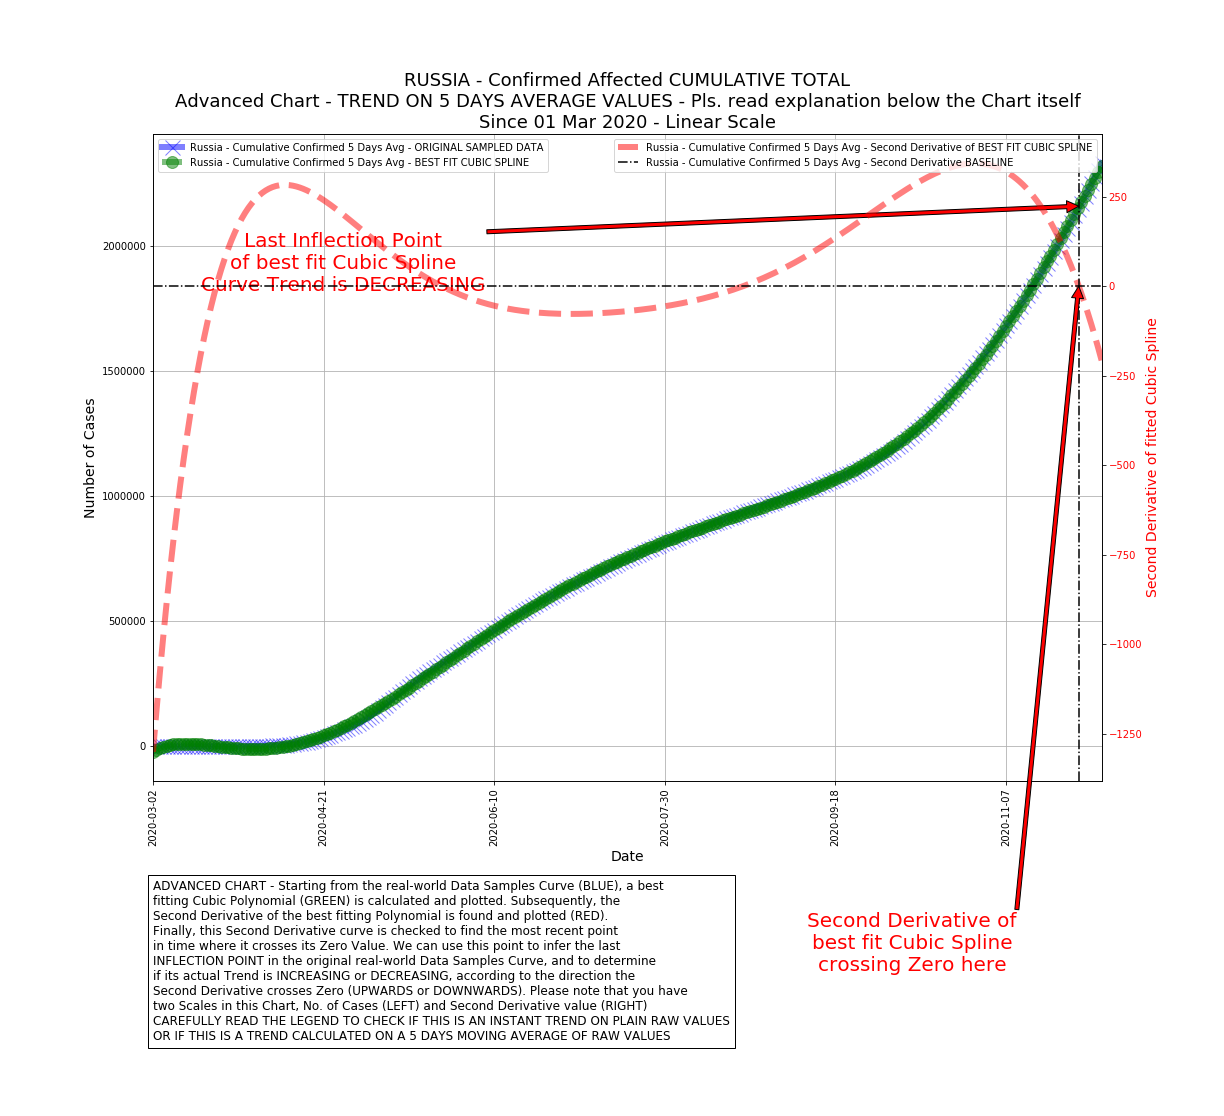 RUSSIA - Confirmed Affected CUMULATIVE TOTAL
Advanced Chart - TREND ON 5 DAYS AVERAGE VALUES - Pls. read explanation below the Chart itself
Since 01 Mar 2020 - Linear Scale
Russia - Cumulative Confirmed 5 Days Avg - ORIGINAL SAMPLED DATA
Russia - Cumulative Confirmed 5 Days Avg - BEST FIT CUBIC SPLINE
Russia - Cumulative Confirmed 5 Days Avg - Second Derivative of BEST FIT CUBIC SPLINE
Russia - Cumulative Confirmed 5 Days Avg - Second Derivative BASELINE
Last Inflection Point
of best fit Cubic Spline
Curve Trend is DECREASING
Number of Cases
2000000
1500000
1000000
500000
0
250
0
−250
−500
−750
−1000
−1250
Second Derivative of fitted Cubic Spline
2020-03-02
2020-04-21
2020-06-10
2020-07-30
2020-09-18
2020-11-07
Date
ADVANCED CHART - Starting from the real-world Data Samples Curve (BLUE), a best
fitting Cubic Polynomial (GREEN) is calculated and plotted. Subsequently, the
Second Derivative of the best fitting Polynomial is found and plotted (RED).
Finally, this Second Derivative curve is checked to find the most recent point
in time where it crosses its Zero Value. We can use this point to infer the last
INFLECTION POINT in the original real-world Data Samples Curve, and to determine
if its actual Trend is INCREASING or DECREASING, according to the direction the
Second Derivative crosses Zero (UPWARDS or DOWNWARDS). Please note that you have
two Scales in this Chart, No. of Cases (LEFT) and Second Derivative value (RIGHT)
CAREFULLY READ THE LEGEND TO CHECK IF THIS IS AN INSTANT TREND ON PLAIN RAW VALUES
OR IF THIS IS A TREND CALCULATED ON A 5 DAYS MOVING AVERAGE OF RAW VALUES
Second Derivative of
best fit Cubic Spline
crossing Zero here